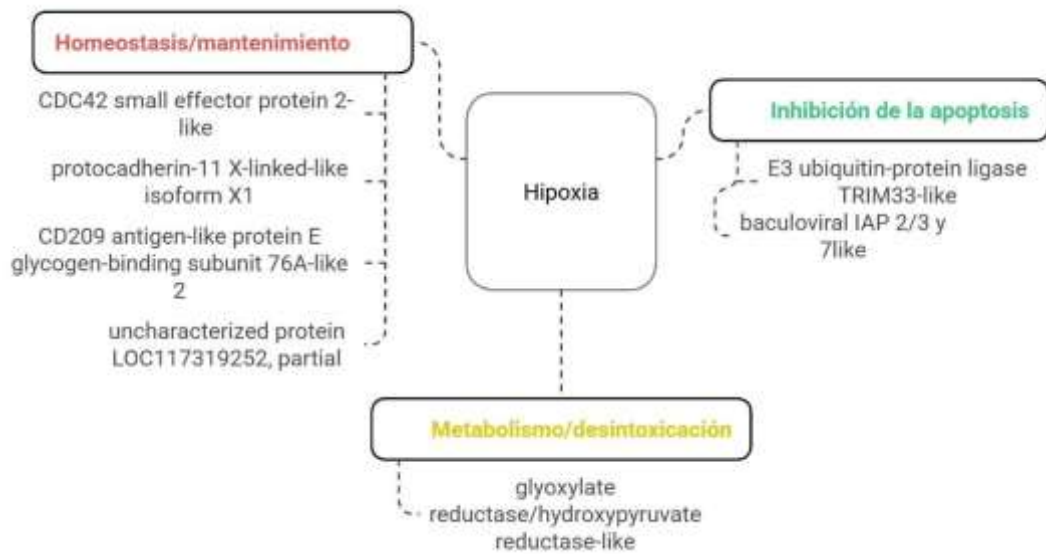 Homeostasis/mantenimiento
CDC42 small effector protein 2-
like
protocadherin-11 X-linked-like
isoform X1
CD209 antigen-like protein E
glycogen-binding subunit 76A-like
2
uncharacterized protein
LOC117319252, partial
Hipoxia
Inhibición de la apoptosis
E3 ubiquitin-protein ligase
TRIM33-like
baculoviral IAP 2/3 y
7like
Metabolismo/desintoxicación
glyoxylate
reductase/hydroxypyruvate
reductase-like